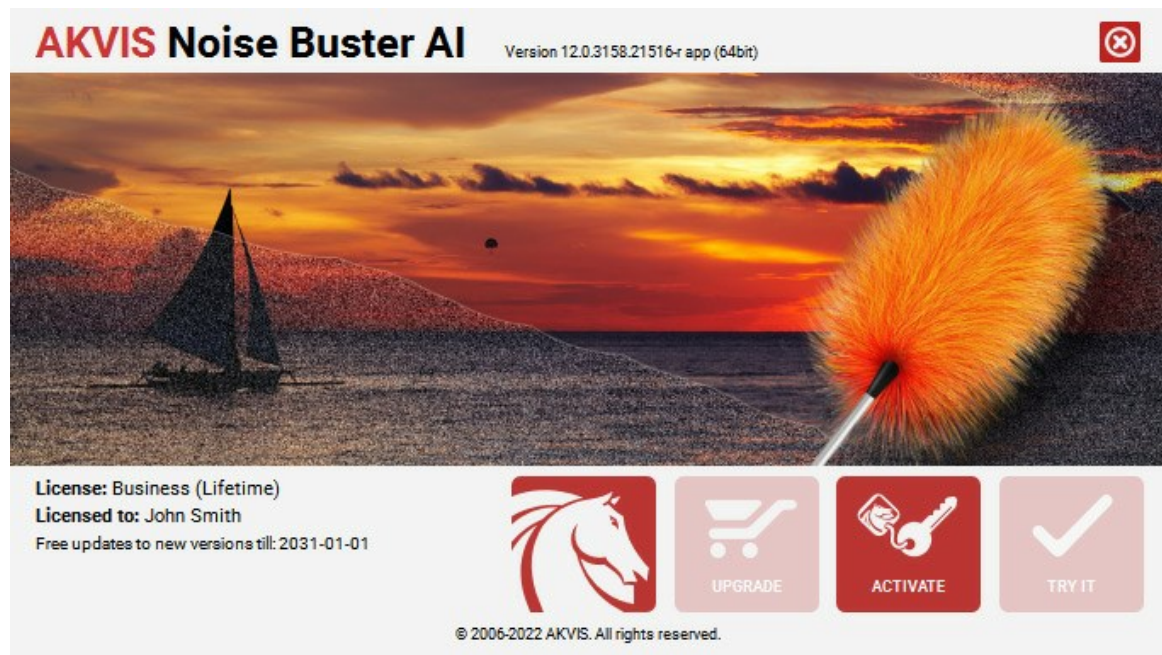 AKVIS Noise Buster AI Version 12.0.3158.21516-r app (64bit)
License: Business (Lifetime)
Licensed to: John Smith
Free updates to new versions till: 2031-01-01
UPGRADE ACTIVATE TRY IT
© 2006-2022 AKVIS. All rights reserved.